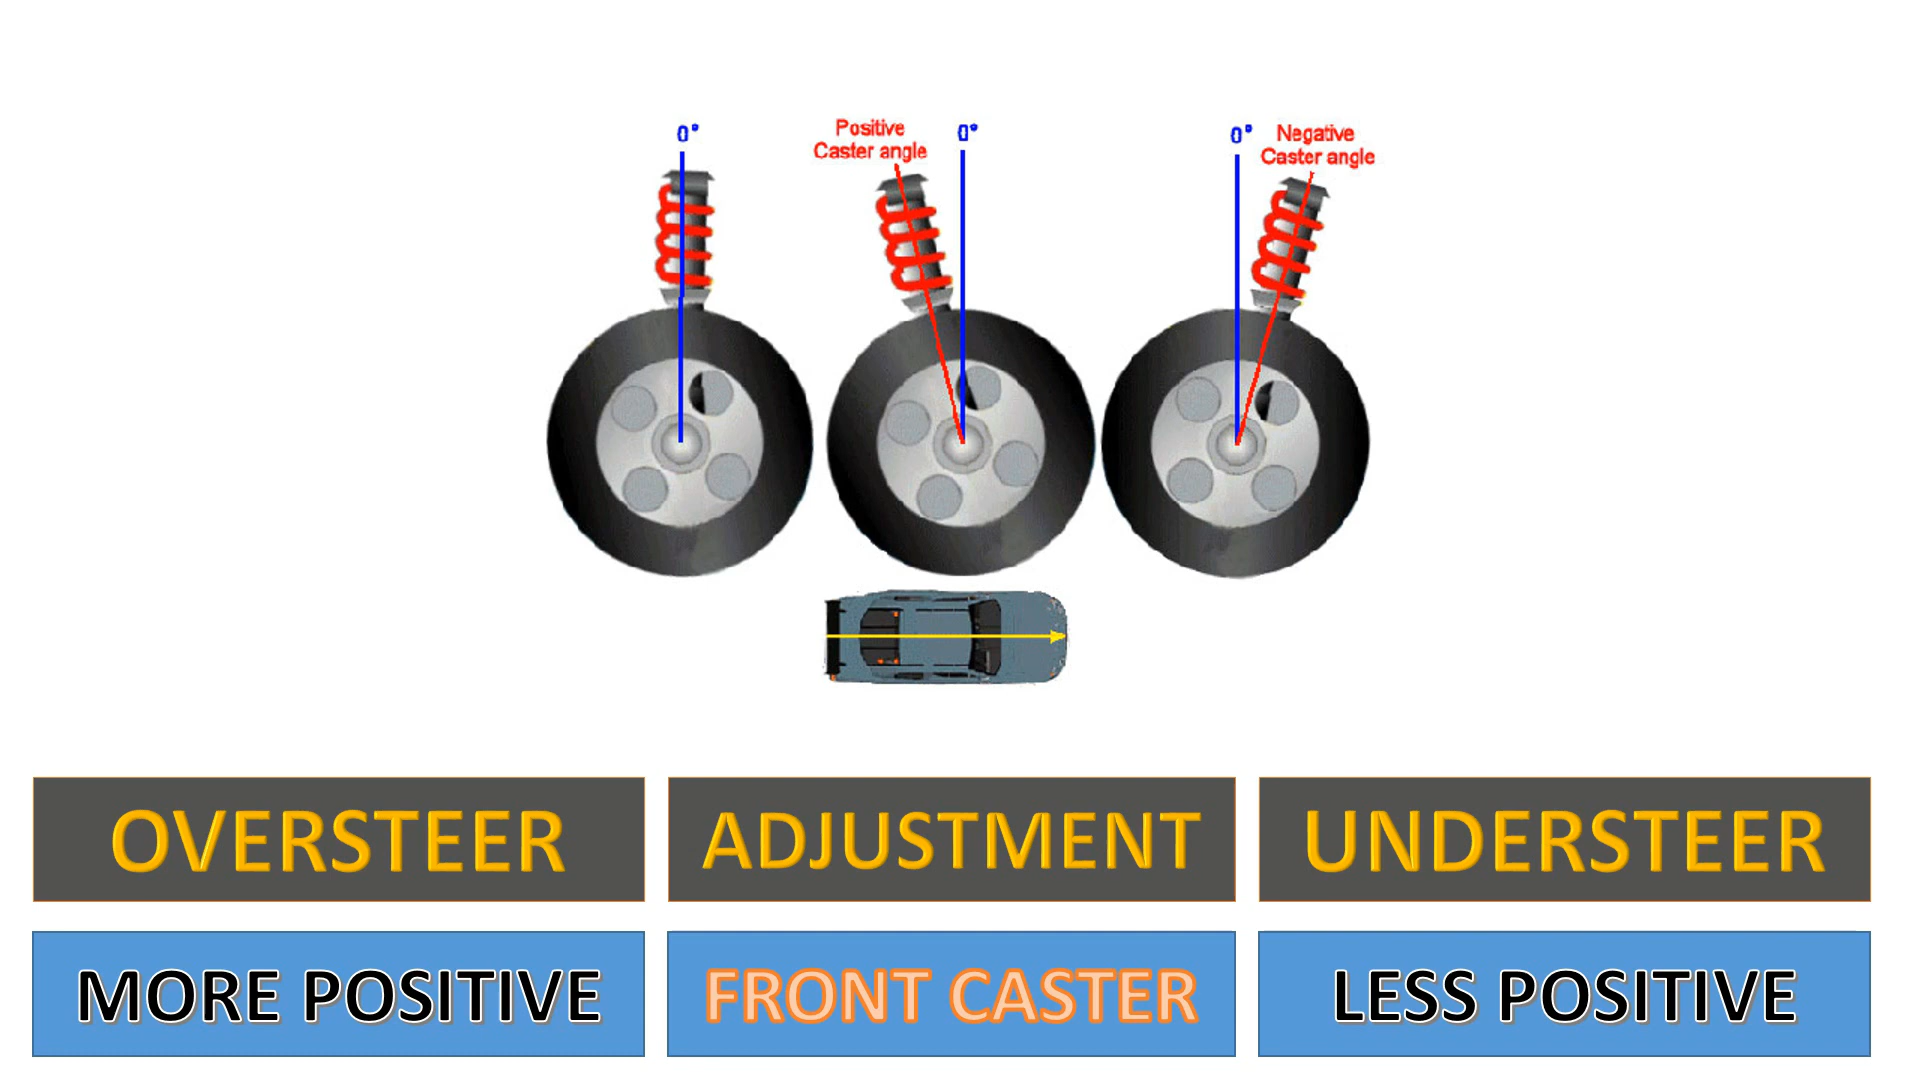 0°
Positive
Caster angle
0°
0°
Negative
Caster angle
OVERSTEER
ADJUSTMENT
UNDERSTEER
MORE POSITIVE
FRONT CASTER
LESS POSITIVE